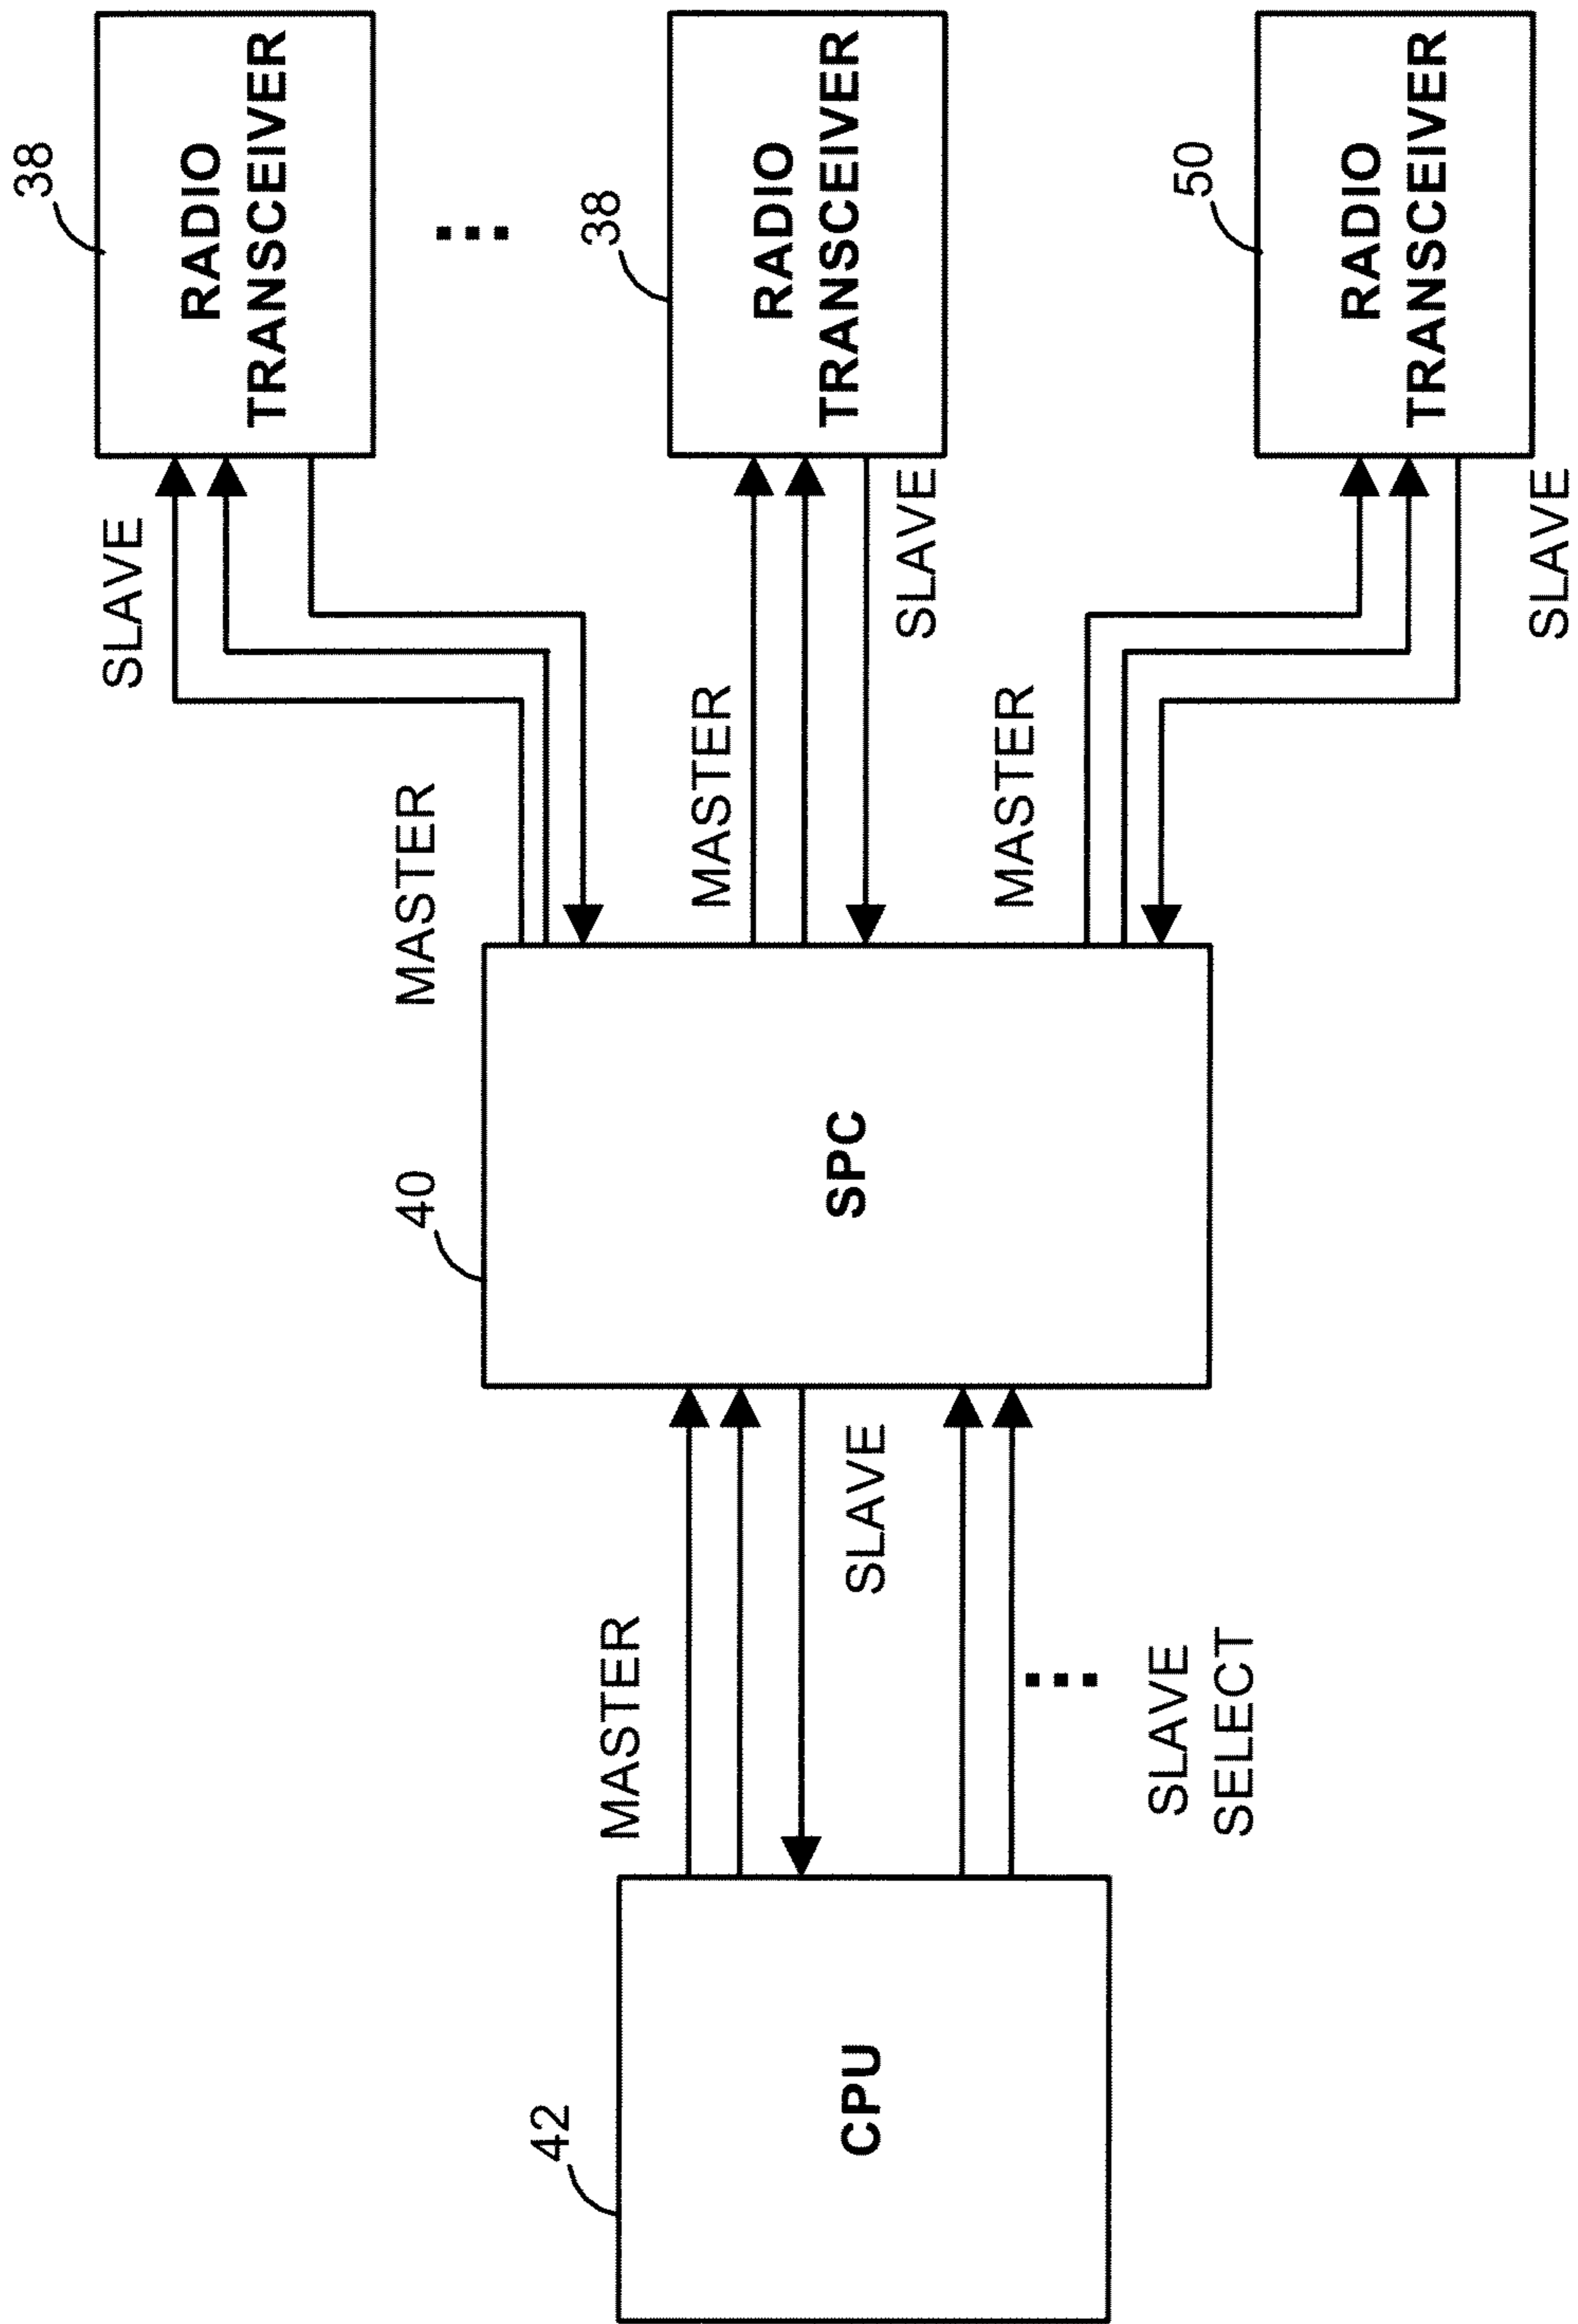 38
RADIO
TRANSCEIVER
SLAVE
MASTER
38
RADIO
TRANSCEIVER
MASTER
SLAVE
50
RADIO
TRANSCEIVER
MASTER
SLAVE
40
SPC
MASTER
SLAVE
SLAVE
SELECT
42
CPU